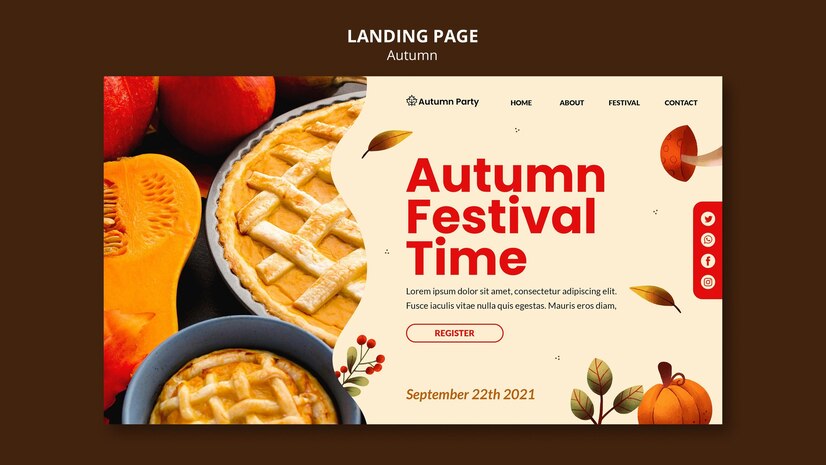 LANDING PAGE
Autumn
Autumn Party
HOME
ABOUT
FESTIVAL
CONTACT
Autumn
Festival
Time
Lorem ipsum dolor sit amet, consectetur adipiscing elit.
Fusce iaculis vitae nulla quis egestas. Mauris eros diam,
REGISTER
September 22th 2021